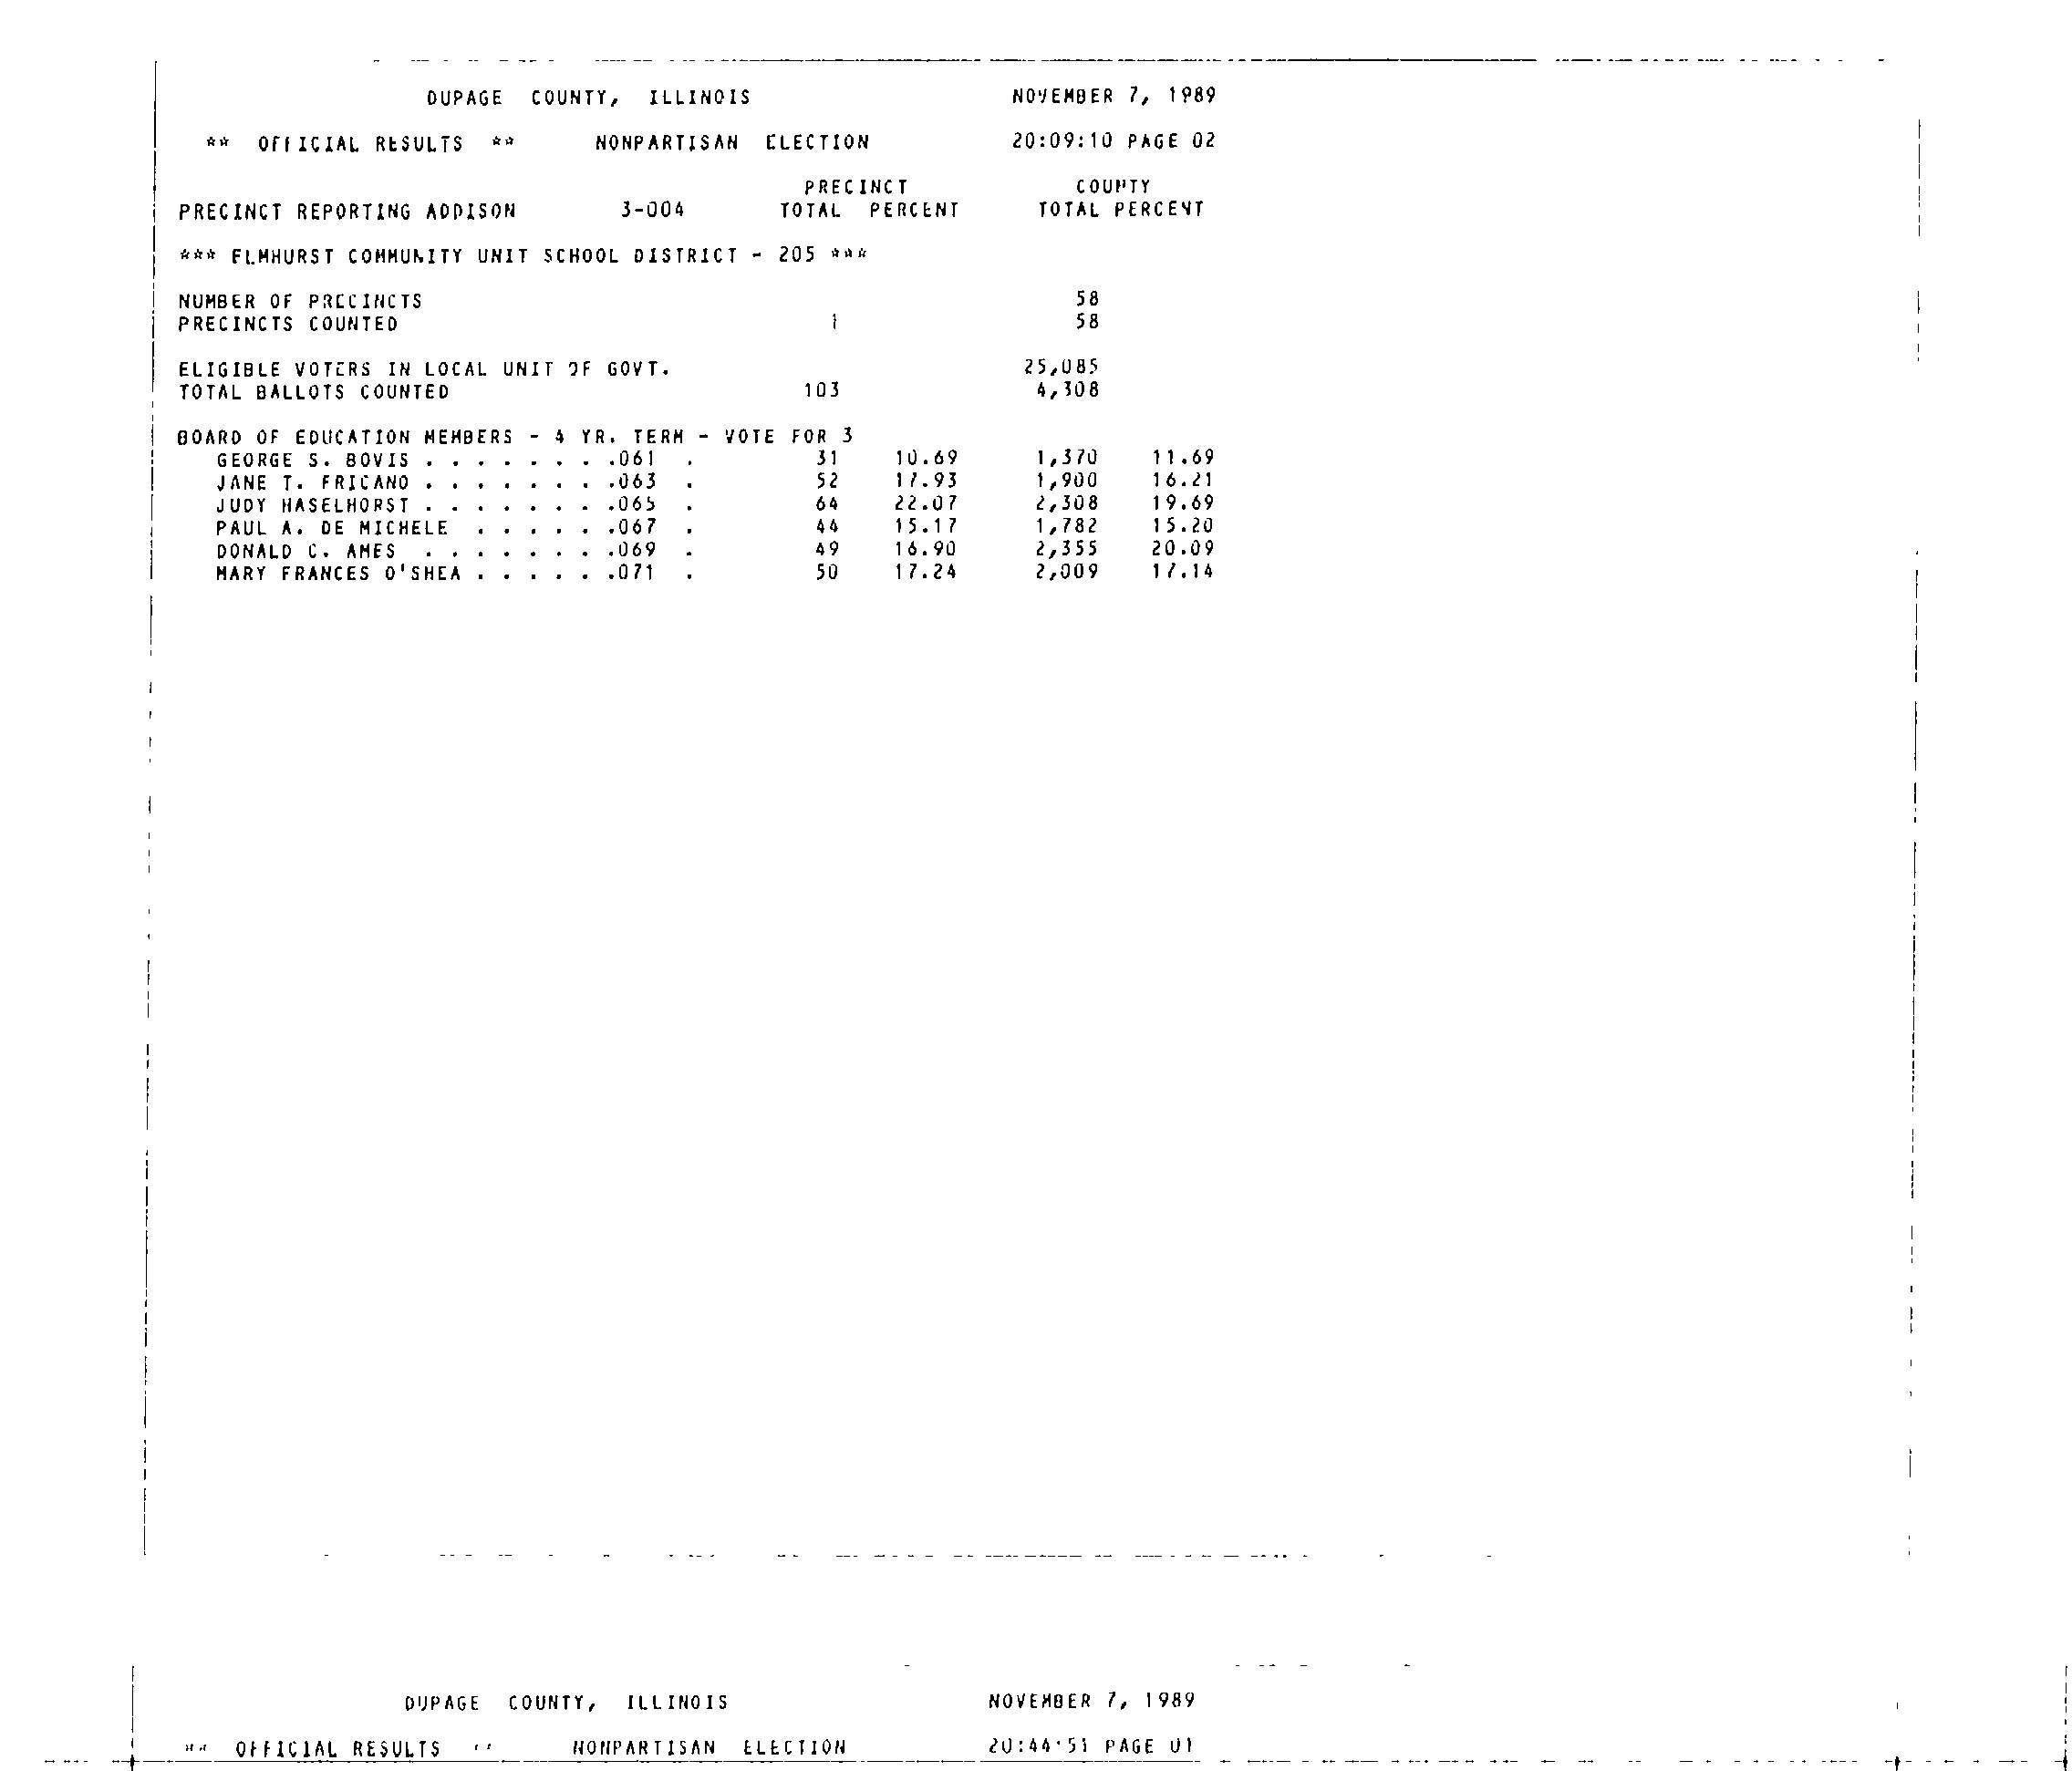 DUPAGE COUNTY, ILLINOIS NOVEMBER 7, 1989
** OFFICIAL RESULTS ** NONPARTISAN ELECTION 20:09:10 PAGE 02
PRECINCT COUNTY
PRECINCT REPORTING ADDISON 3-004 TOTAL PERCENT TOTAL PERCENT
*** ELMHURST COMMUNITY UNIT SCHOOL DISTRICT - 205 ***
NUMBER OF PRECINCTS 58
PRECINCTS COUNTED 1 58
ELIGIBLE VOTERS IN LOCAL UNIT OF GOVT. 25,085
TOTAL BALLOTS COUNTED 103 4,308
BOARD OF EDUCATION MEMBERS - 4 YR. TERM - VOTE FOR 3
GEORGE S. BOVIS . . . . . . . .061 . 31 10.69 1,370 11.69
JANE T. FRICANO . . . . . . . .063 . 52 17.93 1,900 16.21
JUDY HASELHORST . . . . . . . .065 . 64 22.07 2,308 19.69
PAUL A. DE MICHELE . . . . . .067 . 44 15.17 1,782 15.20
DONALD C. AMES . . . . . . . .069 . 49 16.90 2,355 20.09
MARY FRANCES O'SHEA . . . . . .071 . 50 17.24 2,009 17.14
DUPAGE COUNTY, ILLINOIS NOVEMBER 7, 1989
** OFFICIAL RESULTS ** NONPARTISAN ELECTION 20:44:51 PAGE 01